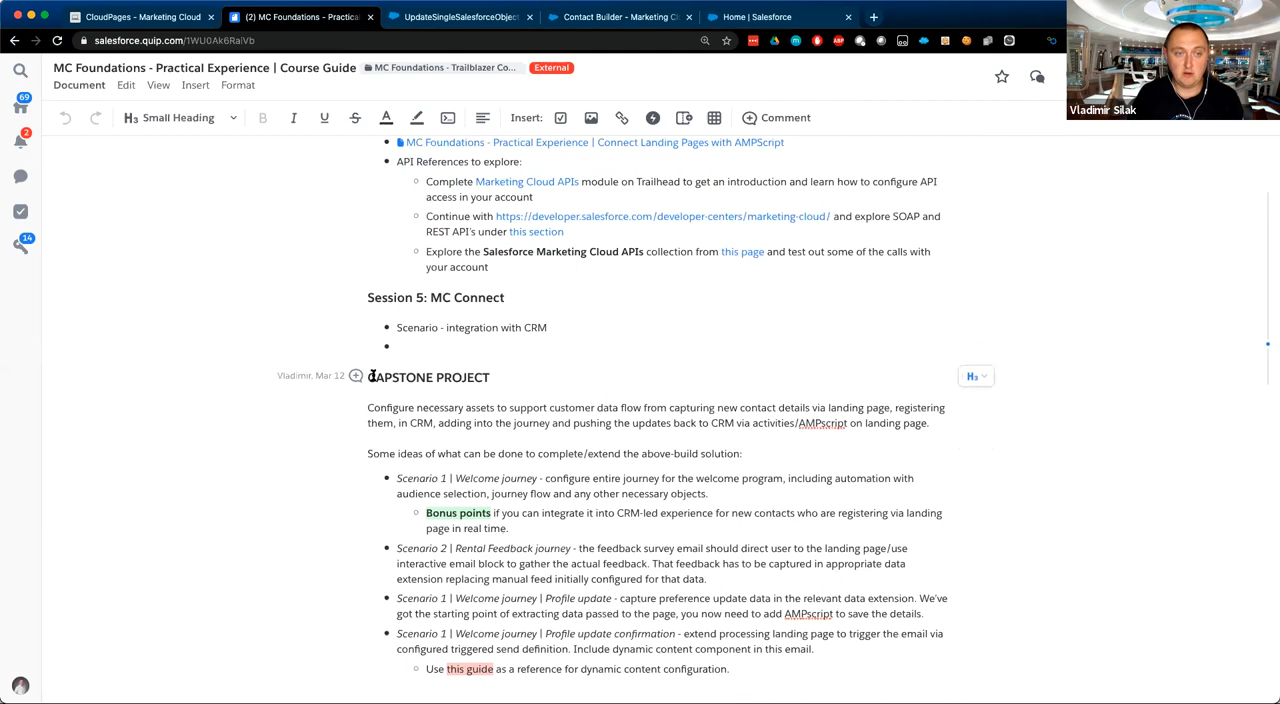 CloudPages - Marketing Cloud
(2) MC Foundations - Practical
UpdateSingleSalesforceObject
Contact Builder - Marketing Cl
Home | Salesforce
salesforce.quip.com/1WU0Ak6RaiVb
MC Foundations - Practical Experience | Course Guide
MC Foundations - Trailblazer Co...
External
Document Edit View Insert Format
Vladimir Silak
69
2
14
H3 Small Heading
B I U S A
Insert:
Comment
MC Foundations - Practical Experience | Connect Landing Pages with AMPScript
API References to explore:
Complete Marketing Cloud APIs module on Trailhead to get an introduction and learn how to configure API
access in your account
Continue with https://developer.salesforce.com/developer-centers/marketing-cloud/ and explore SOAP and
REST API's under this section
Explore the Salesforce Marketing Cloud APIs collection from this page and test out some of the calls with
your account
Session 5: MC Connect
Scenario - integration with CRM
Vladimir, Mar 12
CAPSTONE PROJECT
H3
Configure necessary assets to support customer data flow from capturing new contact details via landing page, registering
them, in CRM, adding into the journey and pushing the updates back to CRM via activities/AMPscript on landing page.
Some ideas of what can be done to complete/extend the above-build solution:
Scenario 1 | Welcome journey - configure entire journey for the welcome program, including automation with
audience selection, journey flow and any other necessary objects.
Bonus points if you can integrate it into CRM-led experience for new contacts who are registering via landing
page in real time.
Scenario 2 | Rental Feedback journey - the feedback survey email should direct user to the landing page/use
interactive email block to gather the actual feedback. That feedback has to be captured in appropriate data
extension replacing manual feed initially configured for that data.
Scenario 1 | Welcome journey | Profile update - capture preference update data in the relevant data extension. We've
got the starting point of extracting data passed to the page, you now need to add AMPscript to save the details.
Scenario 1 | Welcome journey | Profile update confirmation - extend processing landing page to trigger the email via
configured triggered send definition. Include dynamic content component in this email.
Use this guide as a reference for dynamic content configuration.